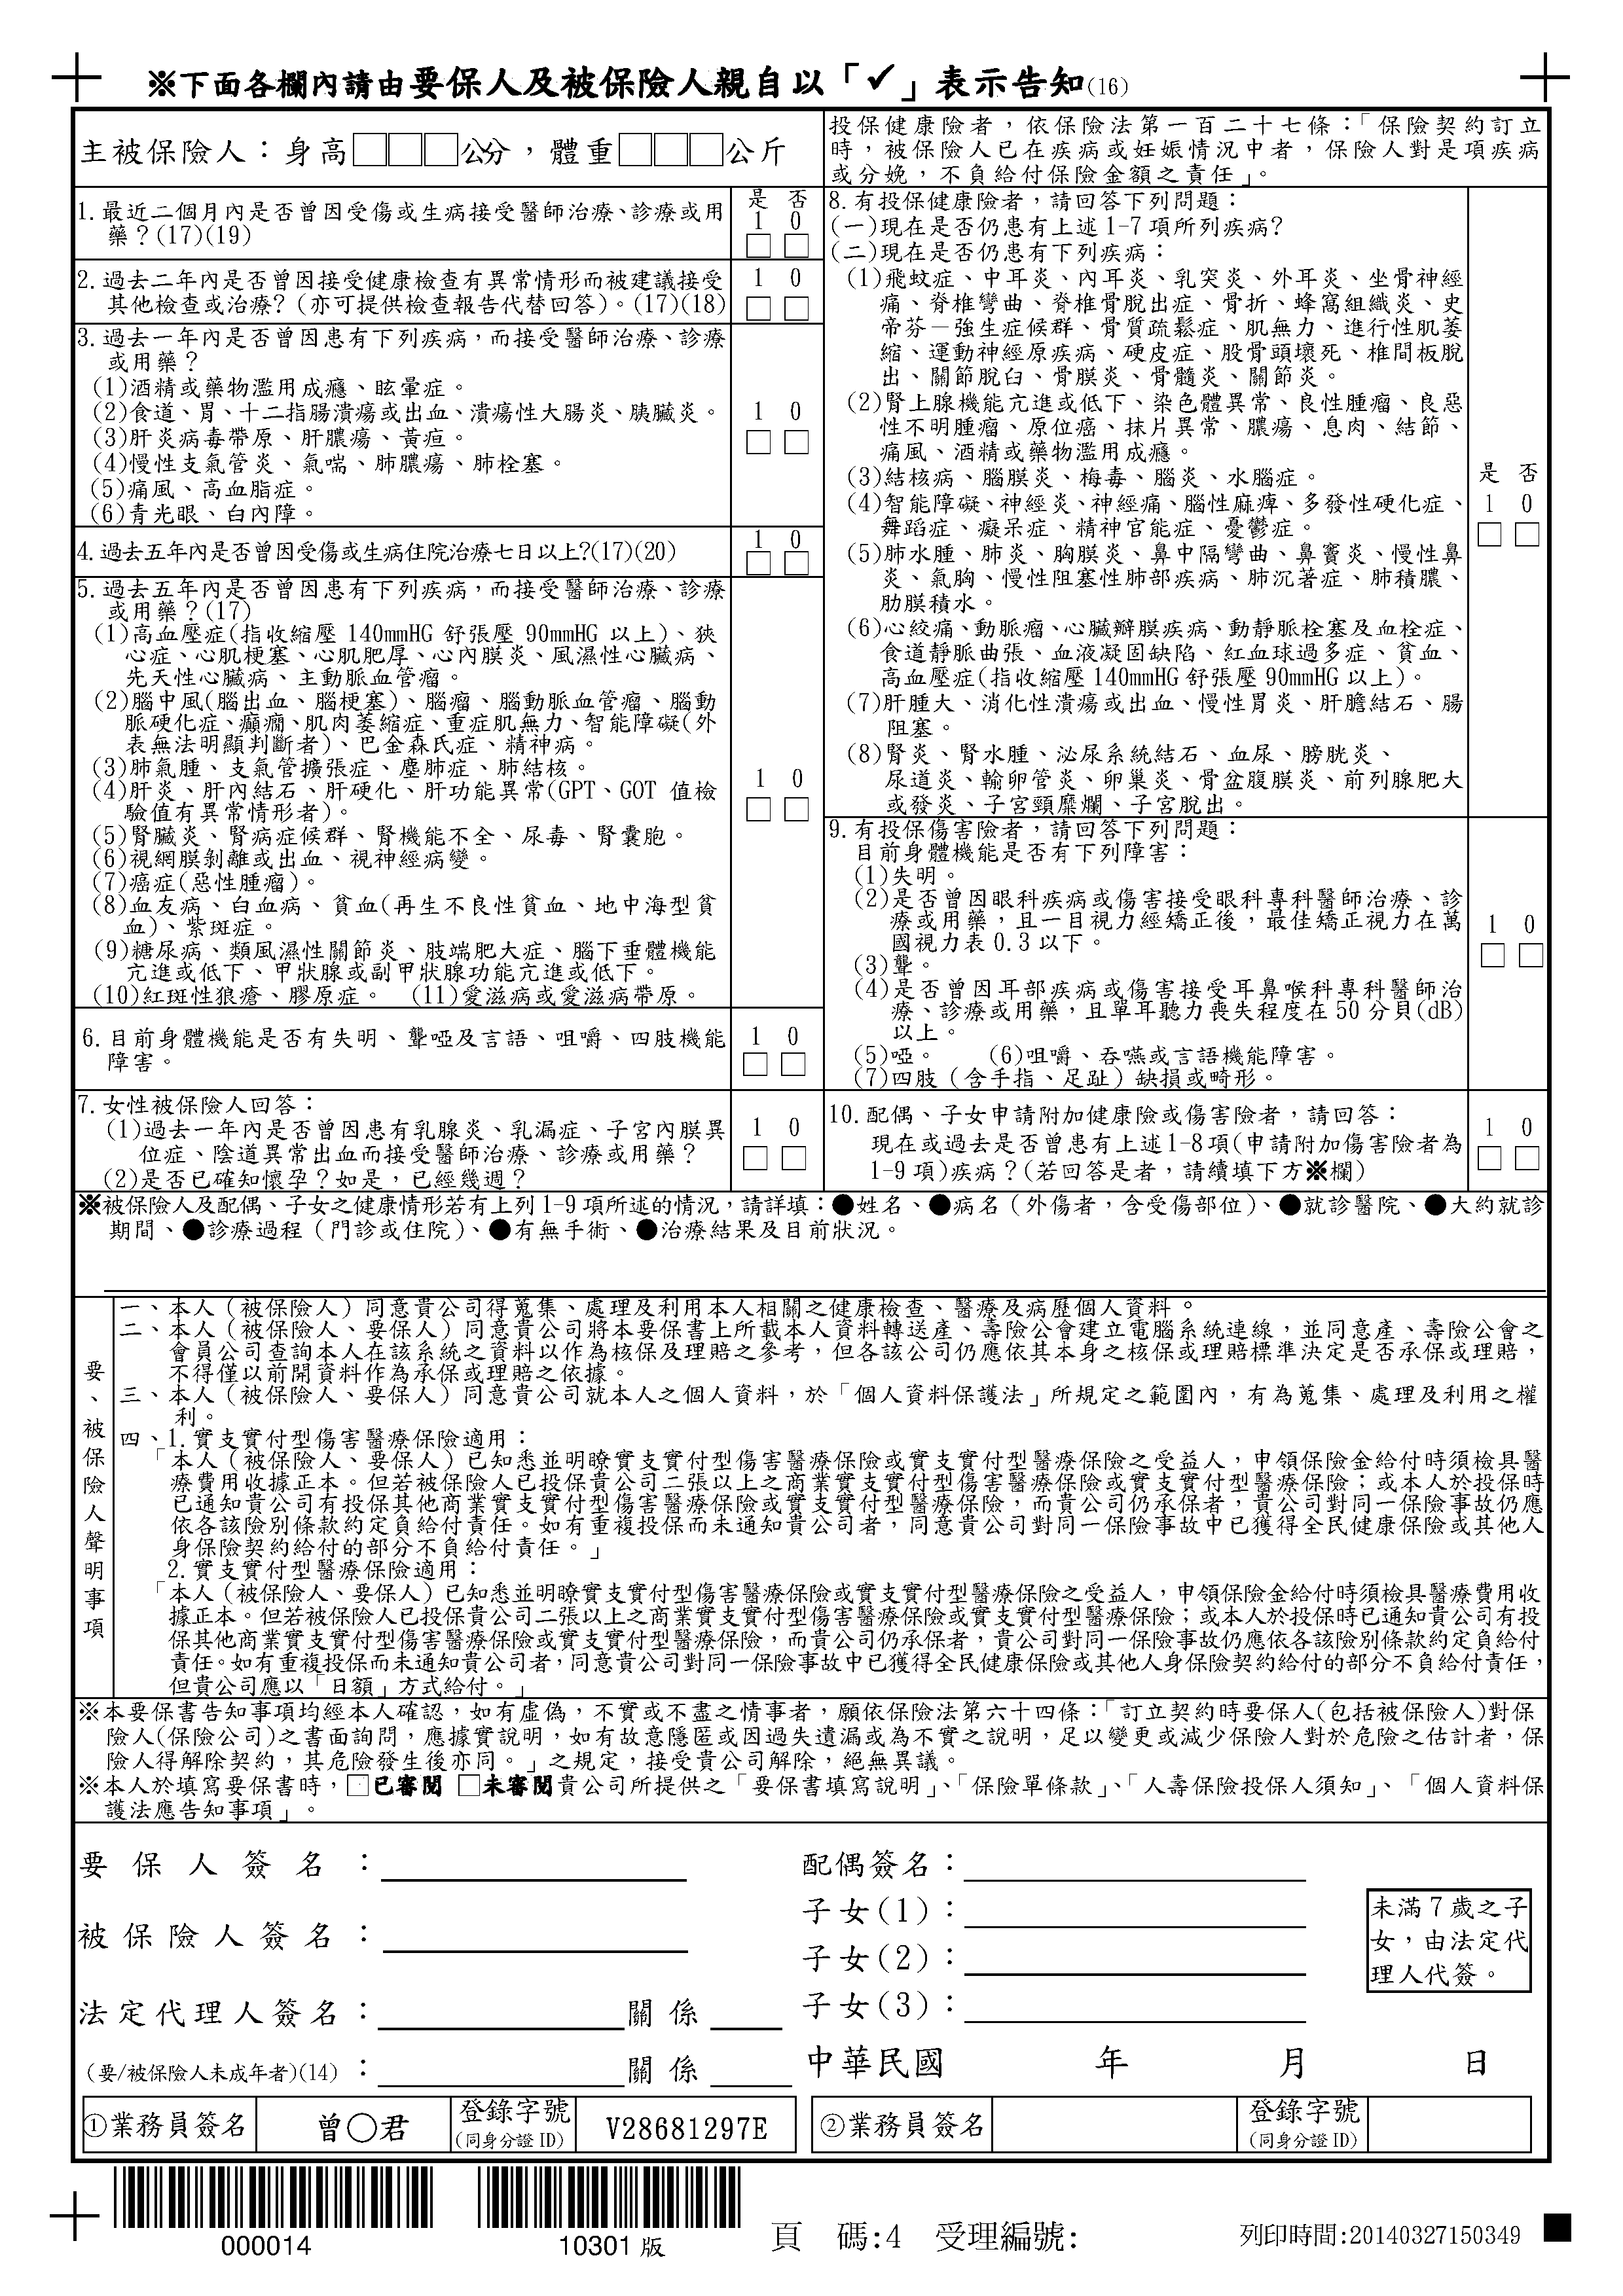 ※下面各欄內請由要保人及被保險人親自以「✓」表示告知(16)
主被保險人：身高□□□公分，體重□□□公斤
1.最近二個月內是否曾因受傷或生病接受醫師治療、診療或用
藥？(17)(19)
是 否
1 0
□ □
2.過去二年內是否曾因接受健康檢查有異常情形而被建議接受
其他檢查或治療?（亦可提供檢查報告代替回答）。(17)(18)
1 0
□ □
3.過去一年內是否曾因患有下列疾病，而接受醫師治療、診療
或用藥？
(1)酒精或藥物濫用成癮、眩暈症。
(2)食道、胃、十二指腸潰瘍或出血、潰瘍性大腸炎、胰臟炎。
(3)肝炎病毒帶原、肝膿瘍、黃疸。
(4)慢性支氣管炎、氣喘、肺膿瘍、肺栓塞。
(5)痛風、高血脂症。
(6)青光眼、白內障。
1 0
□ □
4.過去五年內是否曾因受傷或生病住院治療七日以上?(17)(20)
1 0
□ □
5.過去五年內是否曾因患有下列疾病，而接受醫師治療、診療
或用藥？(17)
(1)高血壓症(指收縮壓 140mmHG 舒張壓 90mmHG 以上)、狹
心症、心肌梗塞、心肌肥厚、心內膜炎、風濕性心臟病、
先天性心臟病、主動脈血管瘤。
(2)腦中風(腦出血、腦梗塞)、腦瘤、腦動脈血管瘤、腦動
脈硬化症、癲癇、肌肉萎縮症、重症肌無力、智能障礙(外
表無法明顯判斷者)、巴金森氏症、精神病。
(3)肺氣腫、支氣管擴張症、塵肺症、肺結核。
(4)肝炎、肝內結石、肝硬化、肝功能異常(GPT、GOT 值檢
驗值有異常情形者)。
(5)腎臟炎、腎病症候群、腎機能不全、尿毒、腎囊胞。
(6)視網膜剝離或出血、視神經病變。
(7)癌症(惡性腫瘤)。
(8)血友病、白血病、貧血(再生不良性貧血、地中海型貧
血)、紫斑症。
(9)糖尿病、類風濕性關節炎、肢端肥大症、腦下垂體機能
亢進或低下、甲狀腺或副甲狀腺功能亢進或低下。
(10)紅斑性狼瘡、膠原症。 (11)愛滋病或愛滋病帶原。
1 0
□ □
6.目前身體機能是否有失明、聾啞及言語、咀嚼、四肢機能
障害。
1 0
□ □
7.女性被保險人回答：
(1)過去一年內是否曾因患有乳腺炎、乳漏症、子宮內膜異
位症、陰道異常出血而接受醫師治療、診療或用藥？
(2)是否已確知懷孕？如是，已經幾週？
1 0
□ □
投保健康險者，依保險法第一百二十七條：「保險契約訂立
時，被保險人已在疾病或妊娠情況中者，保險人對是項疾病
或分娩，不負給付保險金額之責任」。
8.有投保健康險者，請回答下列問題：
(一)現在是否仍患有上述 1-7 項所列疾病?
(二)現在是否仍患有下列疾病：
(1)飛蚊症、中耳炎、內耳炎、乳突炎、外耳炎、坐骨神經
痛、脊椎彎曲、脊椎骨脫出症、骨折、蜂窩組織炎、史
帝芬－強生症候群、骨質疏鬆症、肌無力、進行性肌萎
縮、運動神經原疾病、硬皮症、股骨頭壞死、椎間板脫
出、關節脫臼、骨膜炎、骨髓炎、關節炎。
(2)腎上腺機能亢進或低下、染色體異常、良性腫瘤、良惡
性不明腫瘤、原位癌、抹片異常、膿瘍、息肉、結節、
痛風、酒精或藥物濫用成癮。
(3)結核病、腦膜炎、梅毒、腦炎、水腦症。
(4)智能障礙、神經炎、神經痛、腦性麻痺、多發性硬化症、
舞蹈症、癡呆症、精神官能症、憂鬱症。
(5)肺水腫、肺炎、胸膜炎、鼻中隔彎曲、鼻竇炎、慢性鼻
炎、氣胸、慢性阻塞性肺部疾病、肺沉著症、肺積膿、
肋膜積水。
(6)心絞痛、動脈瘤、心臟瓣膜疾病、動靜脈栓塞及血栓症、
食道靜脈曲張、血液凝固缺陷、紅血球過多症、貧血、
高血壓症(指收縮壓 140mmHG 舒張壓 90mmHG 以上)。
(7)肝腫大、消化性潰瘍或出血、慢性胃炎、肝膽結石、腸
阻塞。
(8)腎炎、腎水腫、泌尿系統結石、血尿、膀胱炎、
尿道炎、輸卵管炎、卵巢炎、骨盆腹膜炎、前列腺肥大
或發炎、子宮頸糜爛、子宮脫出。
是 否
1 0
□ □
9.有投保傷害險者，請回答下列問題：
目前身體機能是否有下列障害：
(1)失明。
(2)是否曾因眼科疾病或傷害接受眼科專科醫師治療、診
療或用藥，且一目視力經矯正後，最佳矯正視力在萬
國視力表 0.3 以下。
(3)聾。
(4)是否曾因耳部疾病或傷害接受耳鼻喉科專科醫師治
療、診療或用藥，且單耳聽力喪失程度在 50 分貝(dB)
以上。
(5)啞。 (6)咀嚼、吞嚥或言語機能障害。
(7)四肢（含手指、足趾）缺損或畸形。
1 0
□ □
10.配偶、子女申請附加健康險或傷害險者，請回答：
現在或過去是否曾患有上述1-8項(申請附加傷害險者為
1-9 項)疾病？(若回答是者，請續填下方※欄)
1 0
□ □
※被保險人及配偶、子女之健康情形若有上列 1-9 項所述的情況，請詳填：●姓名、●病名（外傷者，含受傷部位）、●就診醫院、●大約就診
期間、●診療過程（門診或住院）、●有無手術、●治療結果及目前狀況。
要、被保險人聲明事項
一、本人（被保險人）同意貴公司得蒐集、處理及利用本人相關之健康檢查、醫療及病歷個人資料。
二、本人（被保險人、要保人）同意貴公司將本要保書上所載本人資料轉送產、壽險公會建立電腦系統連線，並同意產、壽險公會之
會員公司查詢本人在該系統之資料以作為核保及理賠之參考，但各該公司仍應依其本身之核保或理賠標準決定是否承保或理賠，
不得僅以前開資料作為承保或理賠之依據。
三、本人（被保險人、要保人）同意貴公司就本人之個人資料，於「個人資料保護法」所規定之範圍內，有為蒐集、處理及利用之權
利。
四、1.實支實付型傷害醫療保險適用：
「本人（被保險人、要保人）已知悉並明瞭實支實付型傷害醫療保險或實支實付型醫療保險之受益人，申領保險金給付時須檢具醫
療費用收據正本。但若被保險人已投保貴公司二張以上之商業實支實付型傷害醫療保險或實支實付型醫療保險；或本人於投保時
已通知貴公司有投保其他商業實支實付型傷害醫療保險或實支實付型醫療保險，而貴公司仍承保者，貴公司對同一保險事故仍應
依各該險別條款約定負給付責任。如有重複投保而未通知貴公司者，同意貴公司對同一保險事故中已獲得全民健康保險或其他人
身保險契約給付的部分不負給付責任。」
2.實支實付型醫療保險適用：
「本人（被保險人、要保人）已知悉並明瞭實支實付型傷害醫療保險或實支實付型醫療保險之受益人，申領保險金給付時須檢具醫療費用收
據正本。但若被保險人已投保貴公司二張以上之商業實支實付型傷害醫療保險或實支實付型醫療保險；或本人於投保時已通知貴公司有投
保其他商業實支實付型傷害醫療保險或實支實付型醫療保險，而貴公司仍承保者，貴公司對同一保險事故仍應依各該險別條款約定負給付
責任。如有重複投保而未通知貴公司者，同意貴公司對同一保險事故中已獲得全民健康保險或其他人身保險契約給付的部分不負給付責任，
但貴公司應以「日額」方式給付。」
※本要保書告知事項均經本人確認，如有虛偽，不實或不盡之情事者，願依保險法第六十四條：「訂立契約時要保人(包括被保險人)對保
險人(保險公司)之書面詢問，應據實說明，如有故意隱匿或因過失遺漏或為不實之說明，足以變更或減少保險人對於危險之估計者，保
險人得解除契約，其危險發生後亦同。」之規定，接受貴公司解除，絕無異議。
※本人於填寫要保書時，□已審閱 □未審閱貴公司所提供之「要保書填寫說明」、「保險單條款」、「人壽保險投保人須知」、「個人資料保
護法應告知事項」。
要保人簽名：
被保險人簽名：
法定代理人簽名： 關係
（要/被保險人未成年者)(14)： 關係
配偶簽名：
子女(1)：
子女(2)：
子女(3)：
未滿7歲之子
女，由法定代
理人代簽。
中華民國 年 月 日
①業務員簽名 曾○君 登錄字號 (同身分證 ID) V28681297E
②業務員簽名 登錄字號 (同身分證 ID)
000014
10301 版
頁 碼:4 受理編號:
列印時間:20140327150349